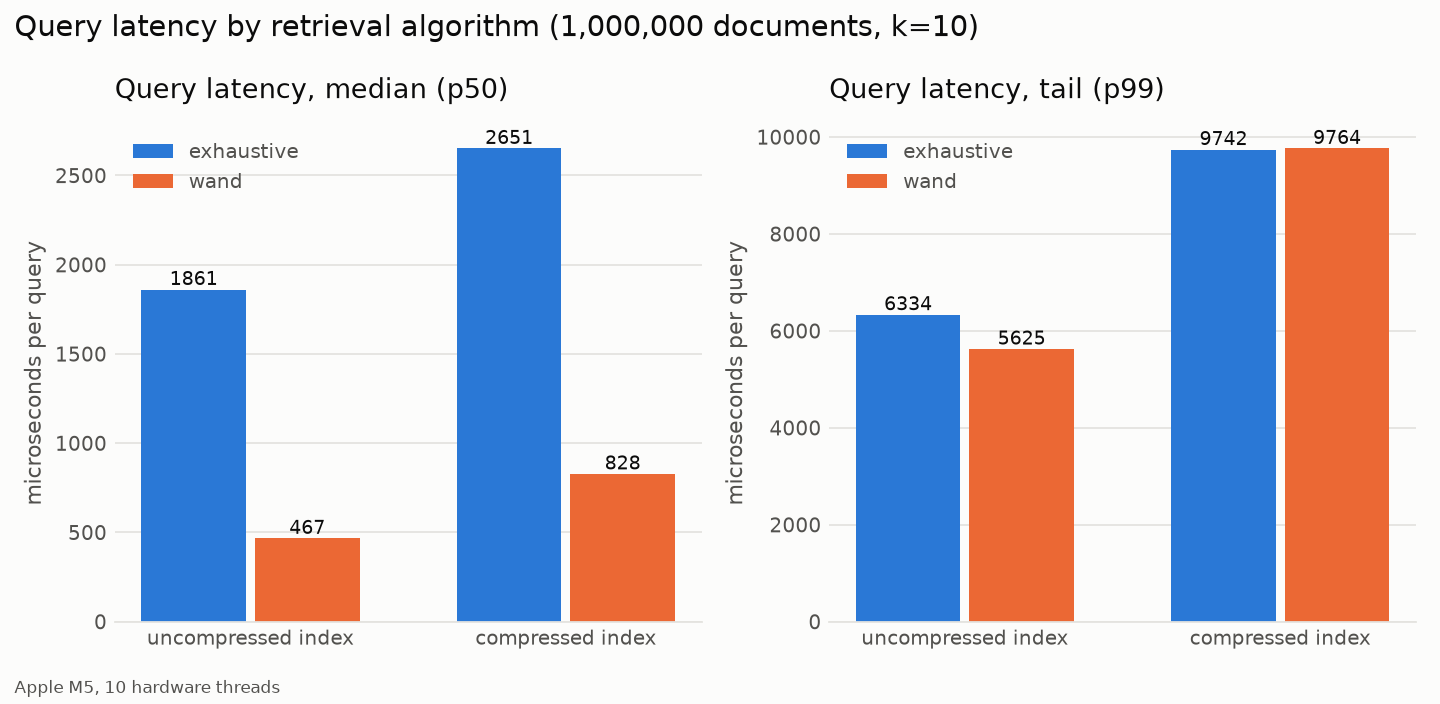 Query latency by retrieval algorithm (1,000,000 documents, k=10)
Query latency, median (p50)
exhaustive
wand
microseconds per query
2500
2000
1500
1000
500
0
1861
467
2651
828
uncompressed index
compressed index
Query latency, tail (p99)
exhaustive
wand
microseconds per query
10000
8000
6000
4000
2000
0
6334
5625
9742
9764
uncompressed index
compressed index
Apple M5, 10 hardware threads